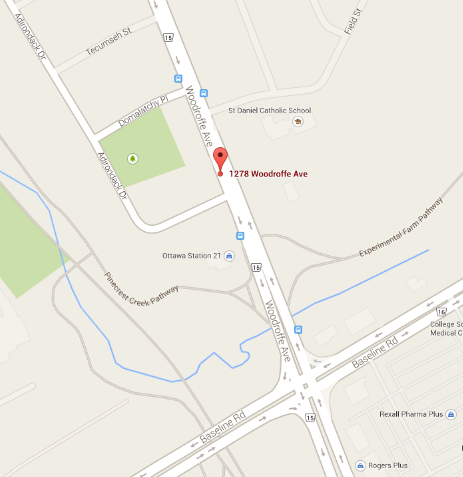 Adirondack Dr
Tecumseh St
15
Field St
Woodroffe Ave
Domalatchy Pl
St Daniel Catholic School
Adirondack Dr
1278 Woodroffe Ave
Experimental Farm Pathway
Ottawa Station 21
15
Pinecrest Creek Pathway
Woodroffe Ave
16
College Sq
Medical C
Baseline Rd
Baseline Rd
15
Rexall Pharma Plus
Rogers Plus